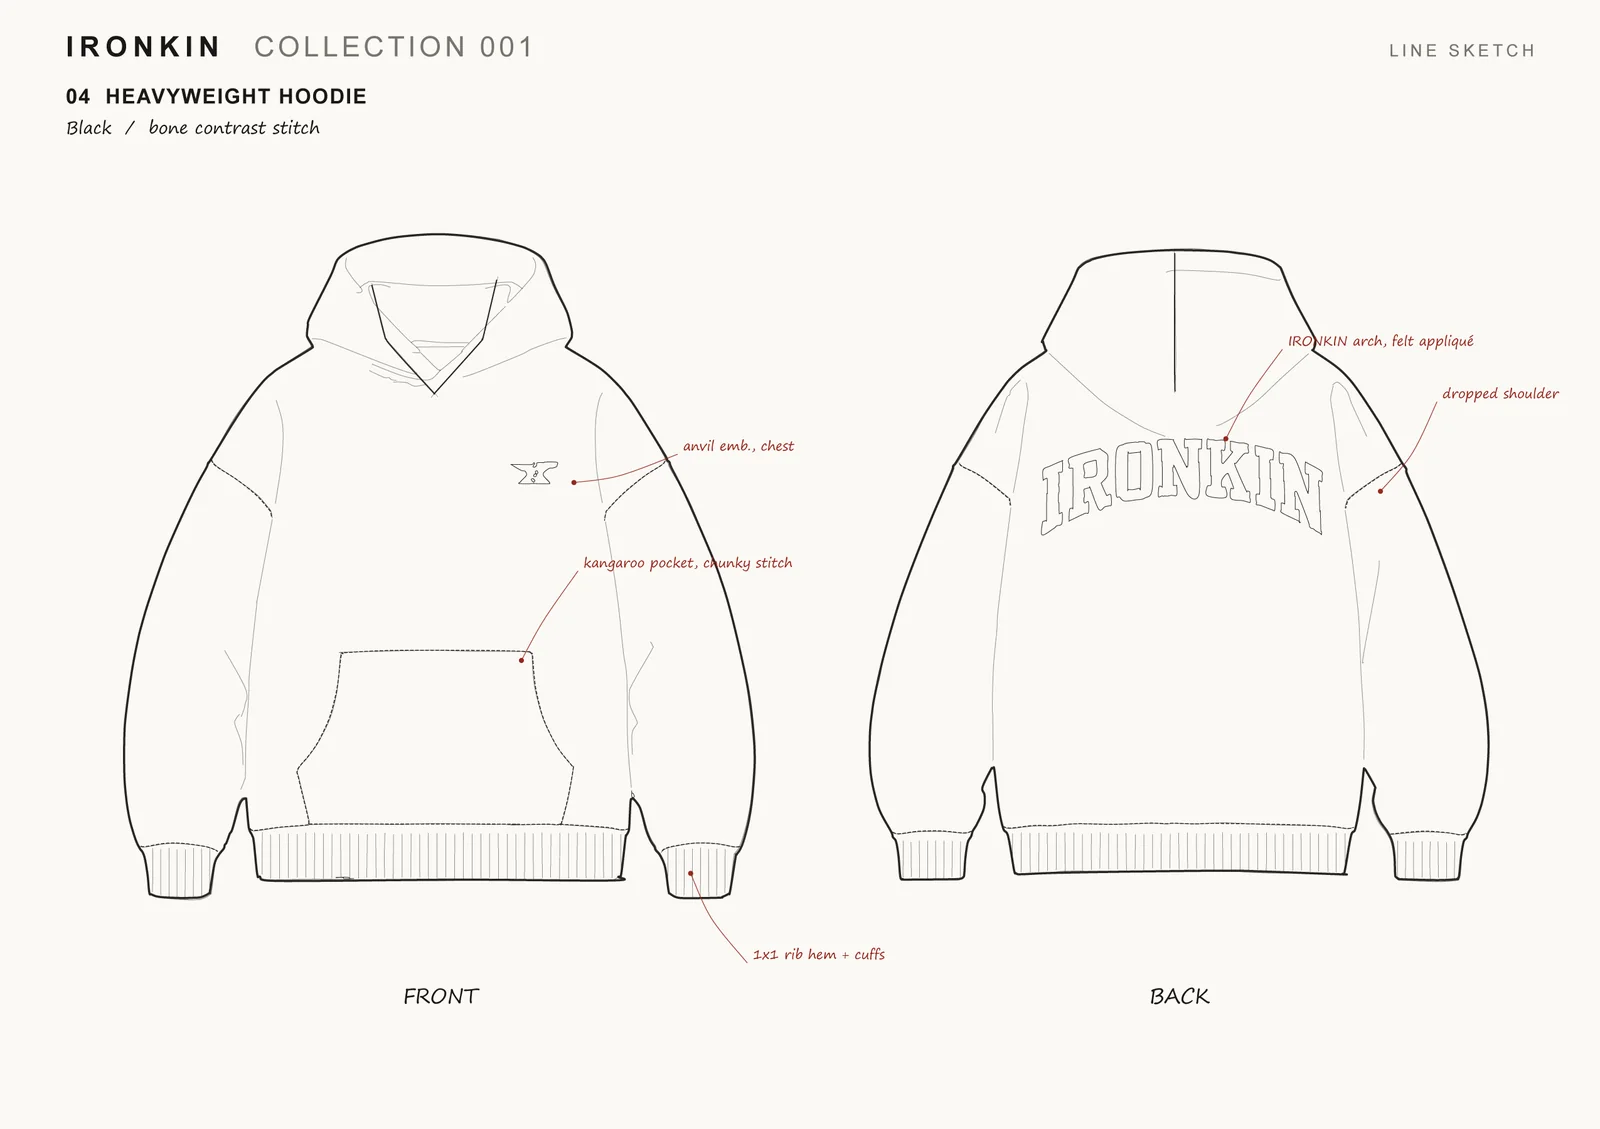 IRONKIN COLLECTION 001
LINE SKETCH
04 HEAVYWEIGHT HOODIE
Black / bone contrast stitch
IRONKIN arch, felt appliqué
dropped shoulder
anvil emb., chest
IRONKIN
kangaroo pocket, chunky stitch
1x1 rib hem + cuffs
FRONT
BACK